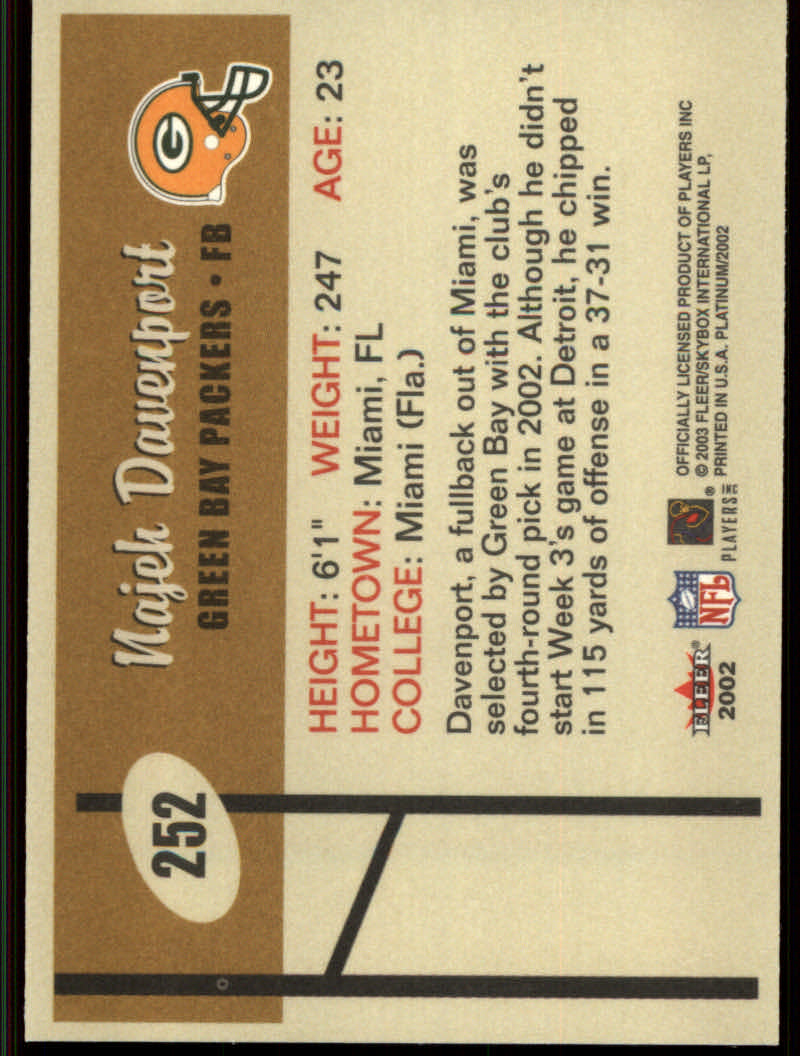 252
Najeh Davenport
GREEN BAY PACKERS • FB
G
HEIGHT: 6'1" WEIGHT: 247 AGE: 23
HOMETOWN: Miami, FL
COLLEGE: Miami (Fla.)
Davenport, a fullback out of Miami, was
selected by Green Bay with the club's
fourth-round pick in 2002. Although he didn't
start Week 3's game at Detroit, he chipped
in 115 yards of offense in a 37-31 win.
FLEER®
2002
NFL
PLAYERS INC ®
OFFICIALLY LICENSED PRODUCT OF PLAYERS INC
© 2003 FLEER/SKYBOX INTERNATIONAL LP,
PRINTED IN U.S.A. PLATINUM/2002